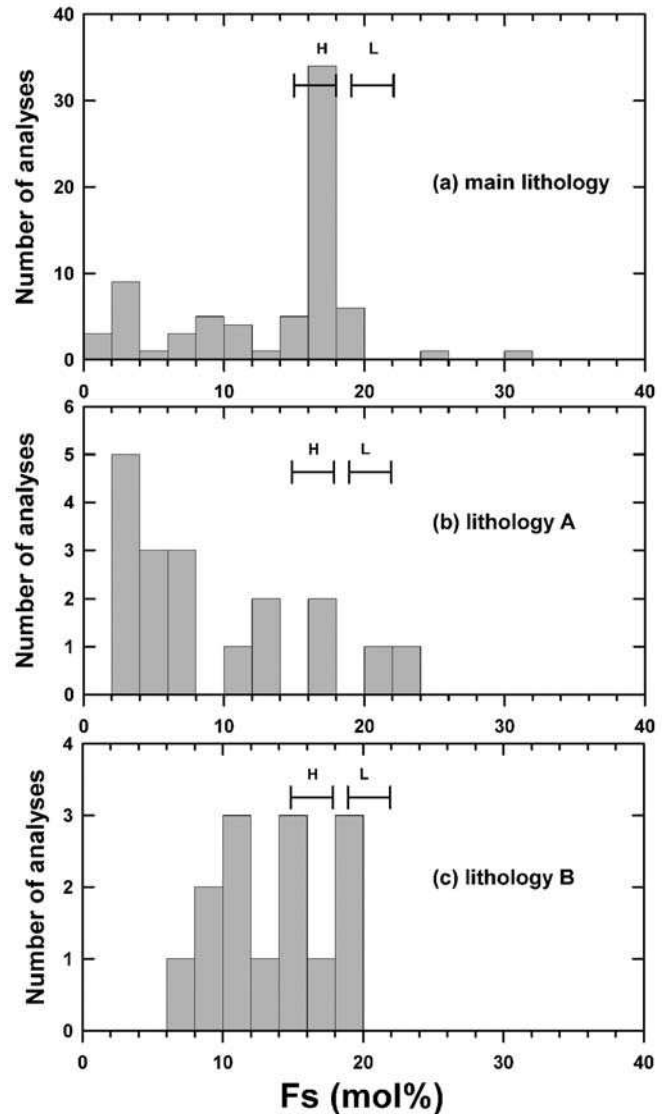 40
H L
30
Number of analyses
(a) main lithology
20
10
0
0 10 20 30 40
6
5
H L
4
Number of analyses
(b) lithology A
3
2
1
0
0 10 20 30 40
4
H L
3
Number of analyses
(c) lithology B
2
1
0
0 10 20 30 40
Fs (mol%)